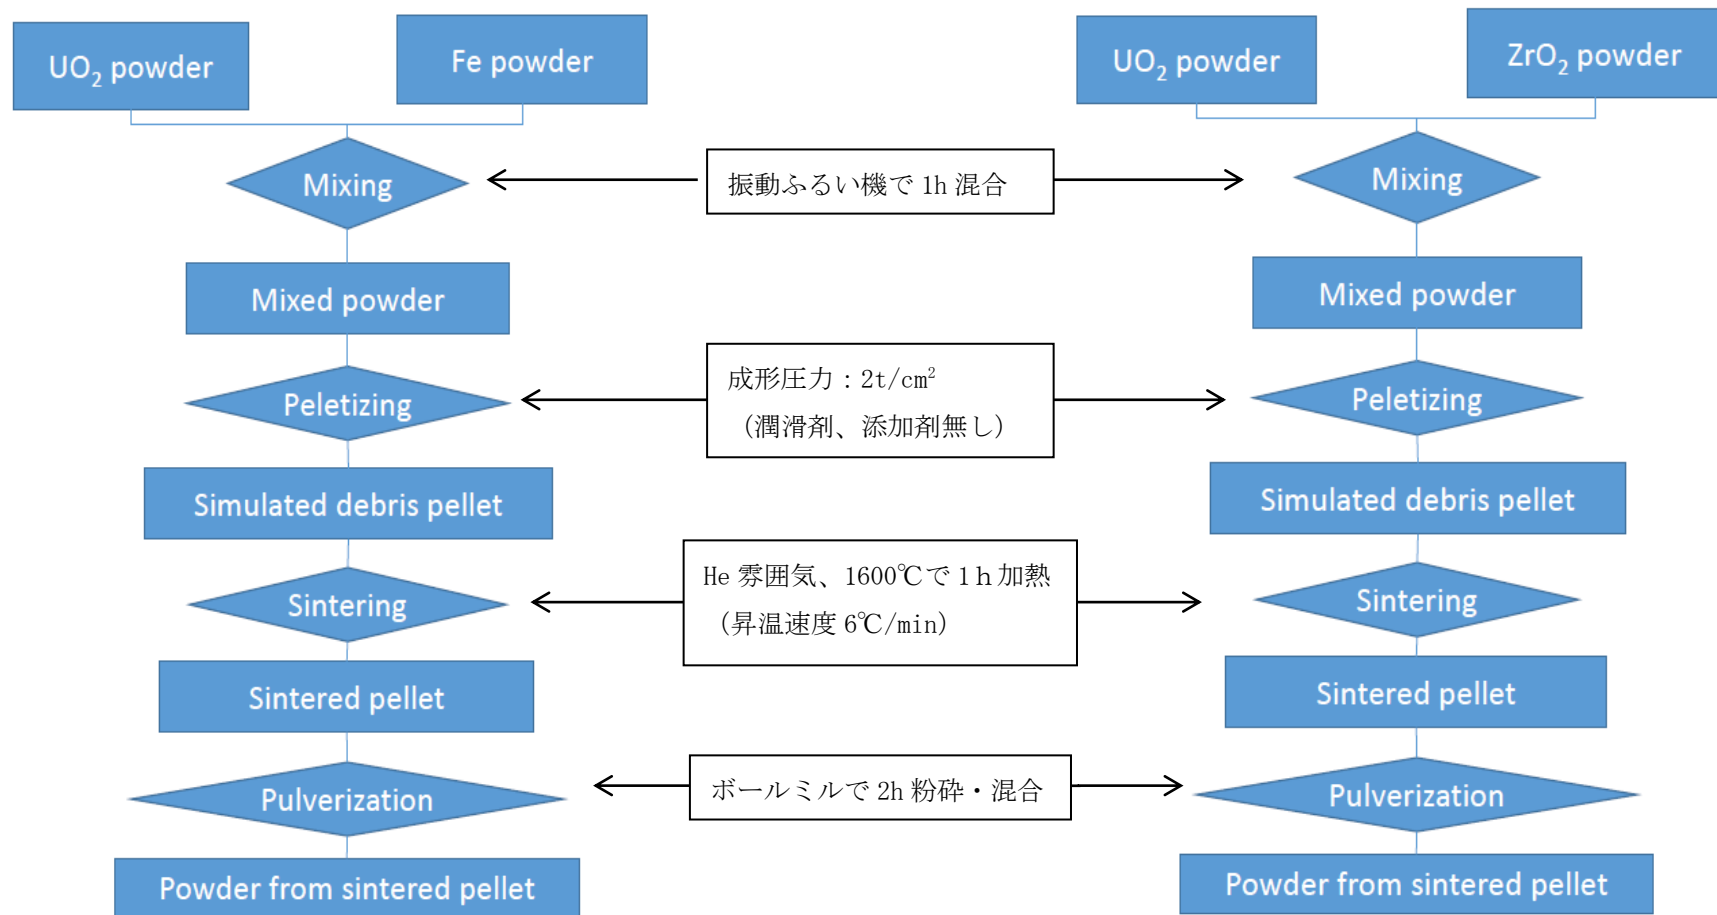 UO₂ powder
Fe powder
UO₂ powder
ZrO₂ powder
Mixing
振動ふるい機で 1h 混合
Mixing
Mixed powder
Mixed powder
Peletizing
成形圧力：2t/cm²
（潤滑剤、添加剤無し）
Peletizing
Simulated debris pellet
Simulated debris pellet
Sintering
He 雰囲気、1600℃で 1ｈ加熱
（昇温速度 6℃/min）
Sintering
Sintered pellet
Sintered pellet
Pulverization
ボールミルで 2h 粉砕・混合
Pulverization
Powder from sintered pellet
Powder from sintered pellet